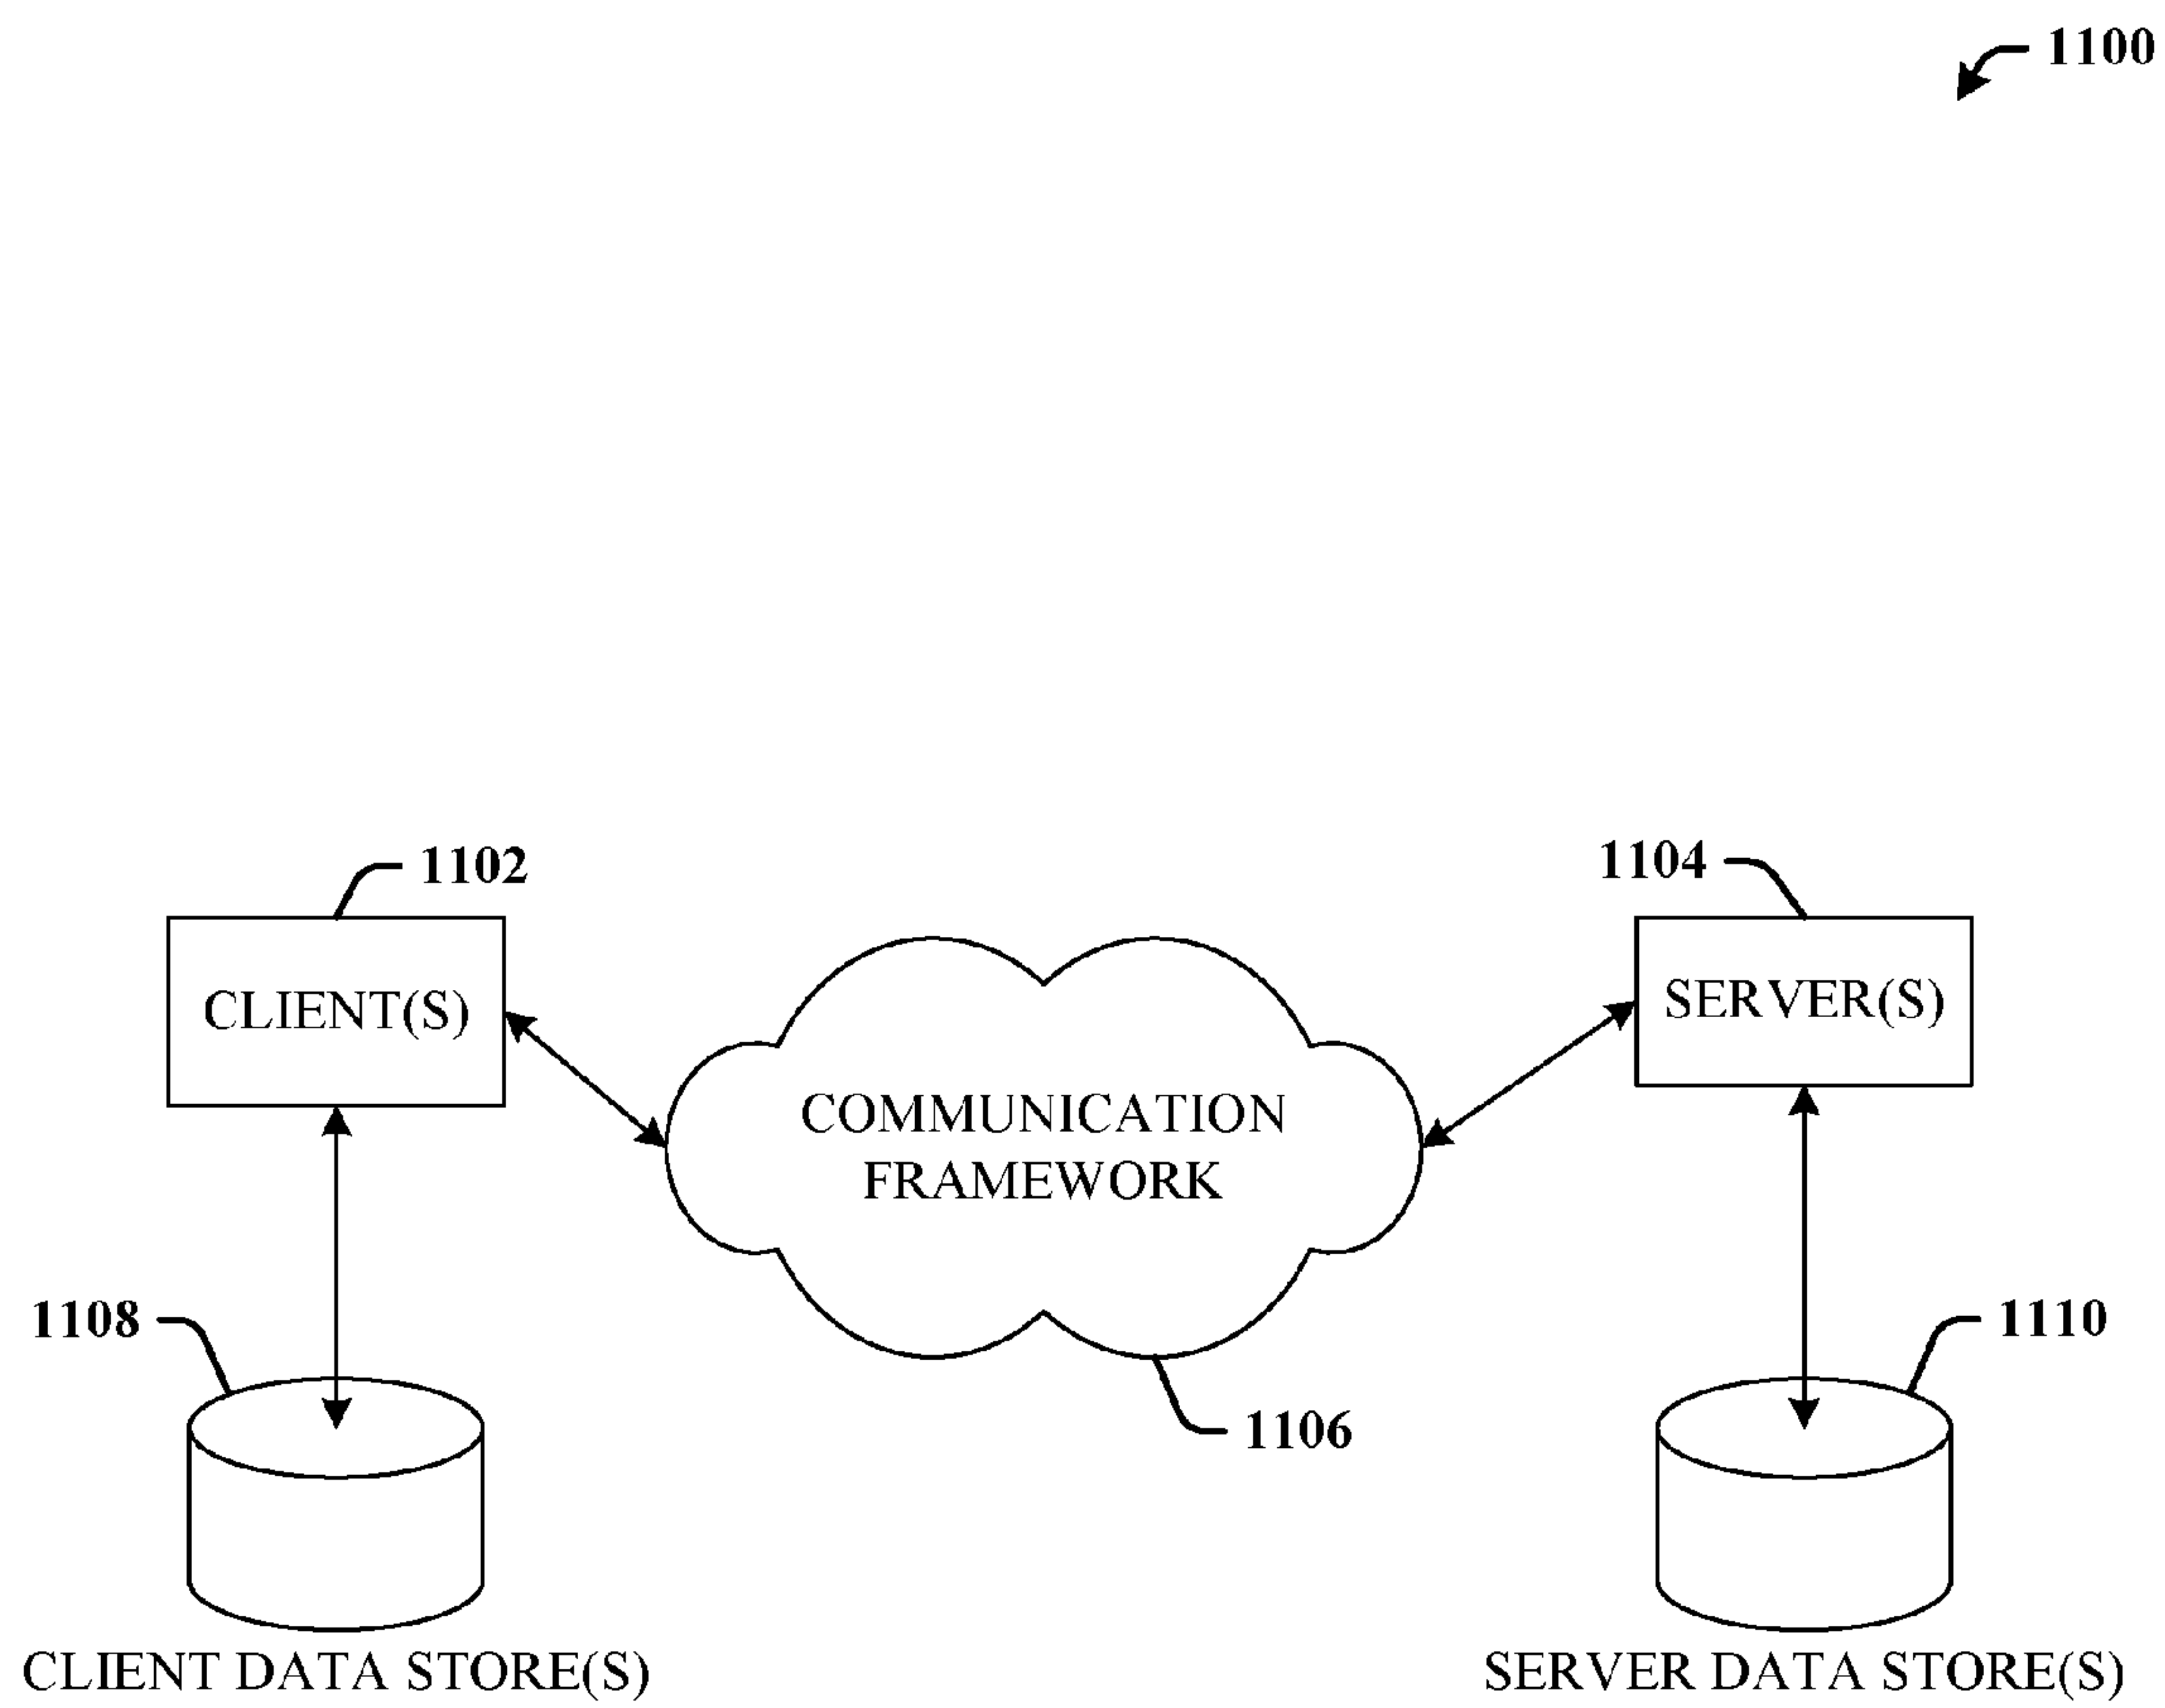 1100
1102
1104
CLIENT(S)
SERVER(S)
COMMUNICATION
FRAMEWORK
1108
1110
1106
CLIENT DATA STORE(S)
SERVER DATA STORE(S)